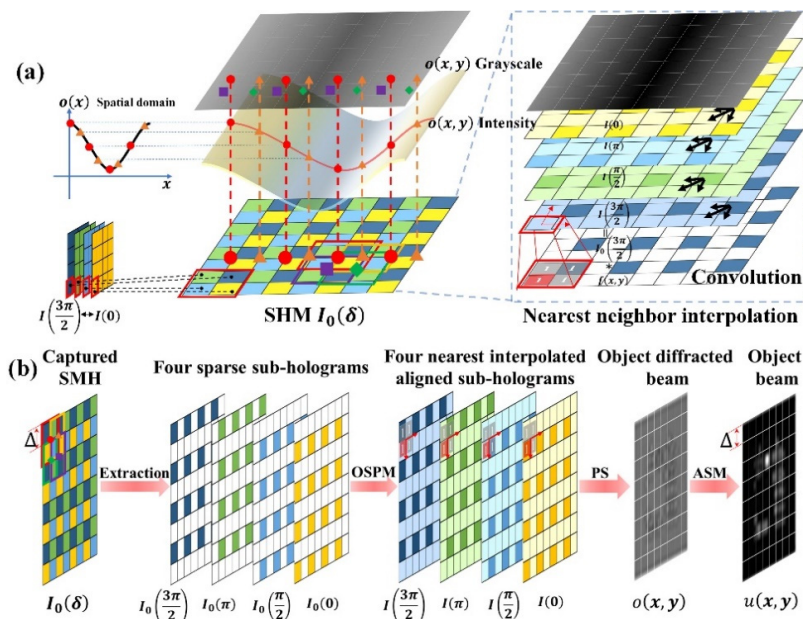 (a)
o(x) Spatial domain
x
o(x, y) Grayscale
o(x, y) Intensity
I(3π/2)↔I(0)
SHM I₀(δ)
I(0)
I(π)
I(π/2)
I(3π/2)
=
I₀(3π/2)
*
Convolution
Nearest neighbor interpolation
(b)
Captured
SMH
Four sparse sub-holograms
Four nearest interpolated
aligned sub-holograms
Object diffracted
beam
Object
beam
Δ
Extraction
OSPM
PS
ASM
Δ
I₀(δ)
I₀(3π/2)
I₀(π)
I₀(π/2)
I₀(0)
I(3π/2)
I(π)
I(π/2)
I(0)
o(x, y)
u(x, y)